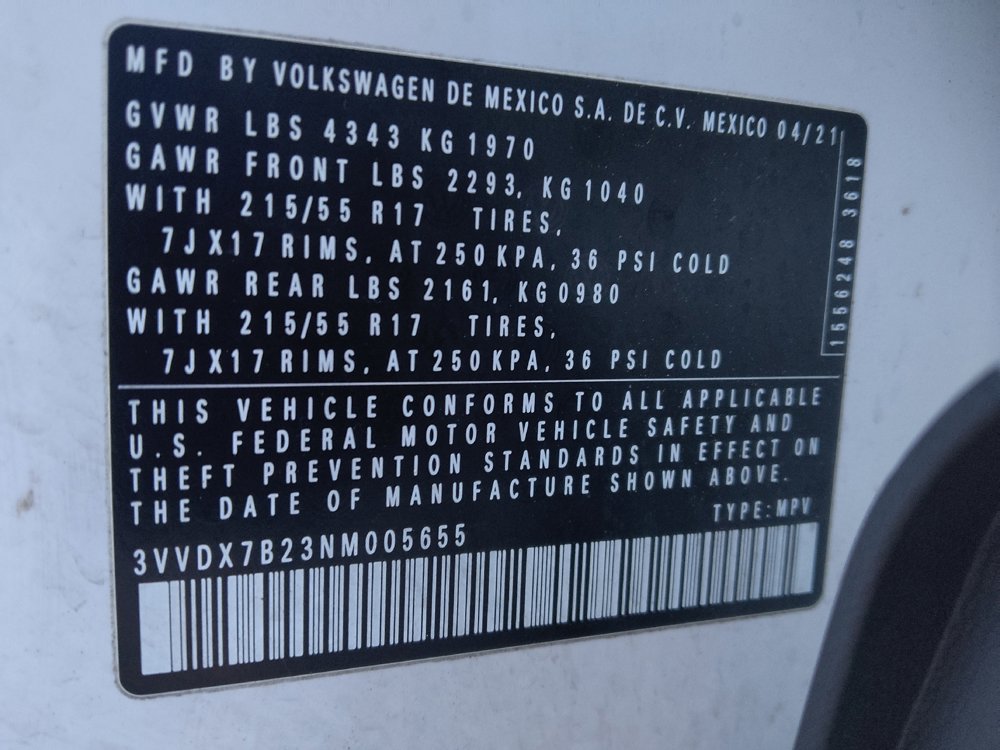 MFD BY VOLKSWAGEN DE MEXICO S.A. DE C.V. MEXICO 04/21
GVWR LBS 4343 KG 1970
GAWR FRONT LBS 2293, KG 1040
WITH 215/55 R17 TIRES,
7JX17 RIMS, AT 250 KPA, 36 PSI COLD
GAWR REAR LBS 2161, KG 0980
WITH 215/55 R17 TIRES,
7JX17 RIMS, AT 250 KPA, 36 PSI COLD
1556248 3618
THIS VEHICLE CONFORMS TO ALL APPLICABLE
U.S. FEDERAL MOTOR VEHICLE SAFETY AND
THEFT PREVENTION STANDARDS IN EFFECT ON
THE DATE OF MANUFACTURE SHOWN ABOVE.
TYPE: MPV
3VVDX7B23NM005655